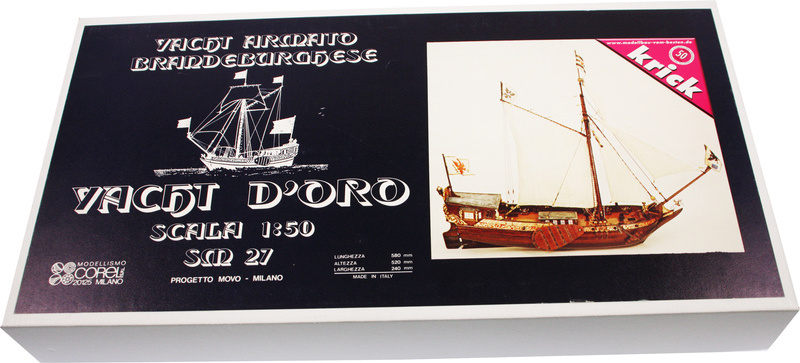 YACHT ARMATO
BRANDEBURGHESE
YACHT D'ORO
SCALA 1:50
SM 27
PROGETTO MOVO - MILANO
MODELLISMO
COREL
20125 MILANO
LUNGHEZZA 580 mm
ALTEZZA 520 mm
LARGHEZZA 240 mm
MADE IN ITALY
www.modellbau-vom-besten.de
50
krick